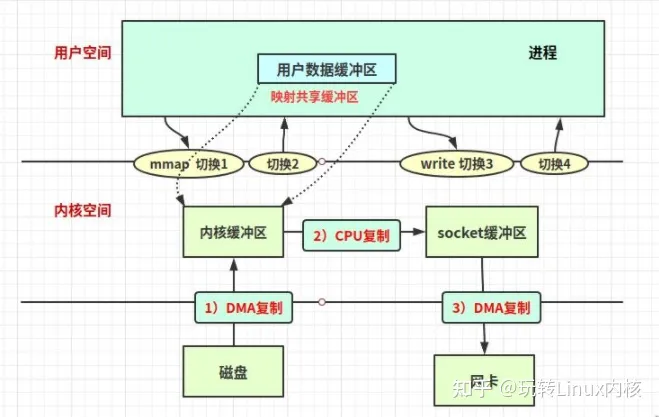 用户空间
进程
用户数据缓冲区
映射共享缓冲区
mmap 切换1
切换2
write 切换3
切换4
内核空间
内核缓冲区
2）CPU复制
socket缓冲区
1）DMA复制
3）DMA复制
磁盘
网卡
知乎 @玩转Linux内核